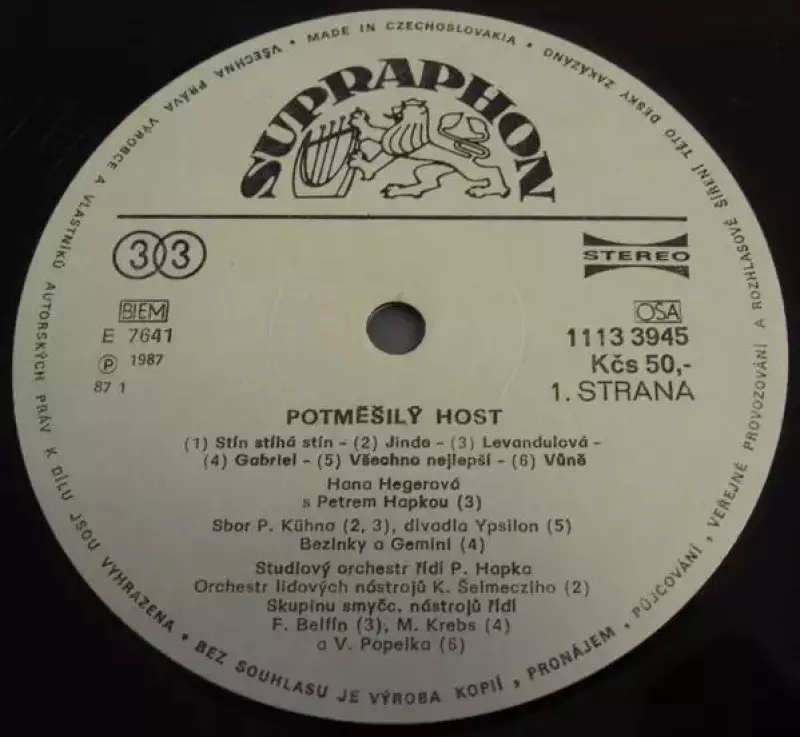 VŠECHNA PRÁVA VÝROBCE A VLASTNÍKŮ AUTORSKÝCH PRÁV K DÍLU JSOU VYHRAZENA • BEZ SOUHLASU JE VÝROBA KOPIÍ, PRONÁJEM, PŮJČOVÁNÍ, VEŘEJNÉ PROVOZOVÁNÍ A ROZHLASOVÉ ŠÍŘENÍ TÉTO DESKY ZAKÁZÁNO • MADE IN CZECHOSLOVAKIA •
SUPRAPHON
33
STEREO
BIEM
OSA
E 7641
1113 3945
Ⓟ 1987
Kčs 50,-
87 1
1. STRANA
POTMĚŠILÝ HOST
(1) Stín stíhá stín - (2) Jinde - (3) Levandulová -
(4) Gabriel - (5) Všechno nejlepší - (6) Vůně
Hana Hegerová
s Petrem Hapkou (3)
Sbor P. Kühna (2, 3), divadla Ypsilon (5)
Bezinky a Gemini (4)
Studiový orchestr řídí P. Hapka
Orchestr lidových nástrojů K. Šelmecziho (2)
Skupinu smyčc. nástrojů řídí
F. Belfín (3), M. Krebs (4)
a V. Popelka (6)